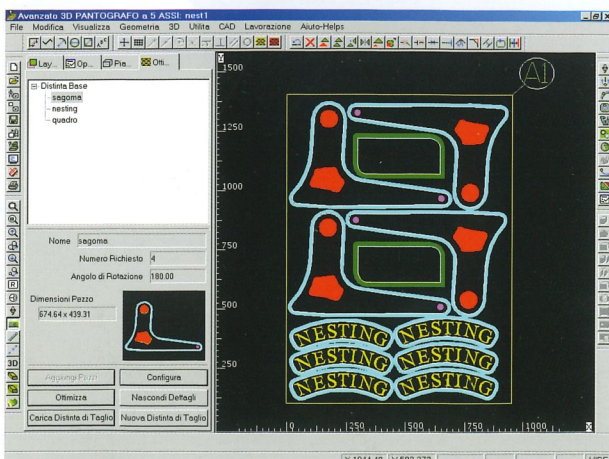 Avanzato 3D PANTOGRAFO a 5 ASSI: nest1
File Modifica Visualizza Geometria 3D Utilita CAD Lavorazione Aiuto-Helps
Lay... Op... Pia... Otti...
Distinta Base
sagoma
nesting
quadro
Nome sagoma
Numero Richiesto 4
Angolo di Rotazione 180.00
Dimensioni Pezzo
674.64 x 439.31
Aggiungi Pezzi Configura
Ottimizza Nascondi Dettagli
Carica Distinta di Taglio Nuova Distinta di Taglio
3D
R
Y
1500
1250
1000
750
500
250
A1
NESTING NESTING
NESTING NESTING
NESTING NESTING
0 250 500 750 1000 X